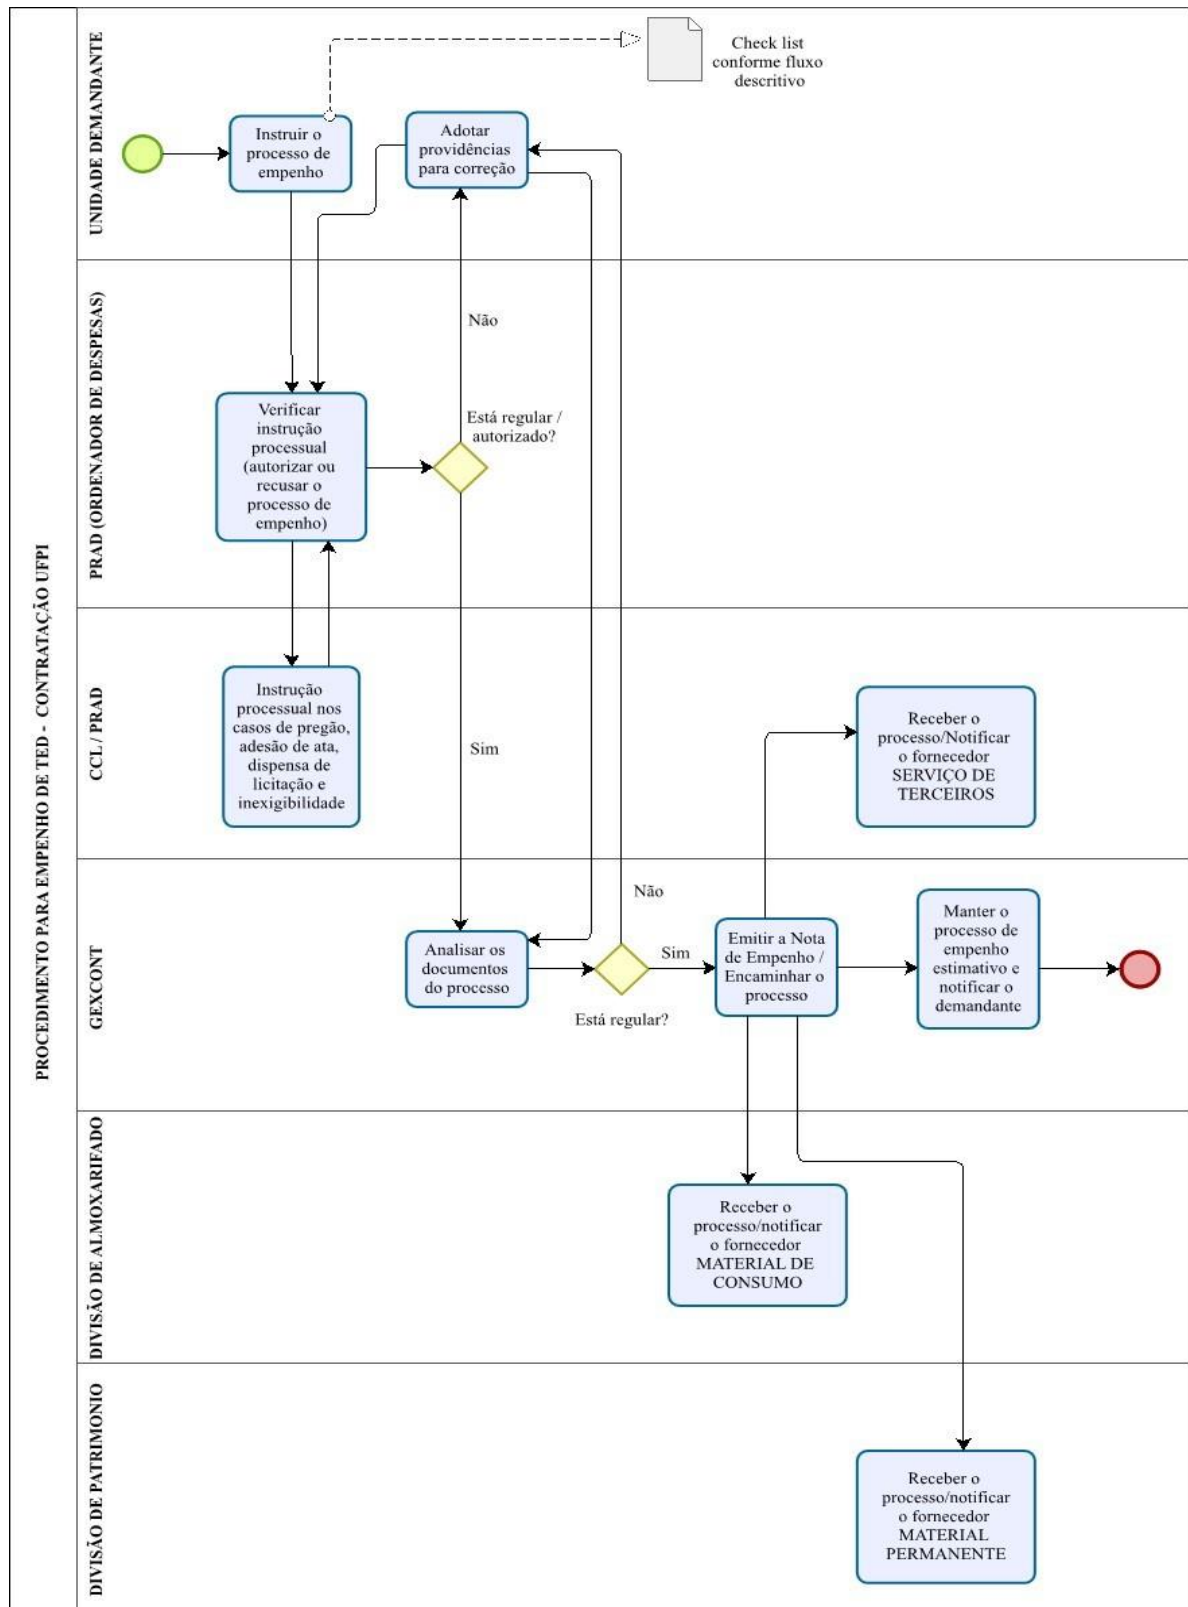 PROCEDIMENTO PARA EMPENHO DE TED - CONTRATAÇÃO UFPI
UNIDADE DEMANDANTE
Check list
conforme fluxo
descritivo
Instruir o
processo de
empenho
Adotar
providências
para correção
PRAD (ORDENADOR DE DESPESAS)
Não
Verificar
instrução
processual
(autorizar ou
recusar o
processo de
empenho)
Está regular /
autorizado?
CCL / PRAD
Instrução
processual nos
casos de pregão,
adesão de ata,
dispensa de
licitação e
inexigibilidade
Sim
Receber o
processo/Notificar
o fornecedor
SERVIÇO DE
TERCEIROS
GEXCONT
Analisar os
documentos
do processo
Não
Está regular?
Sim
Emitir a Nota
de Empenho /
Encaminhar o
processo
Manter o
processo de
empenho
estimativo e
notificar o
demandante
DIVISÃO DE ALMOXARIFADO
Receber o
processo/notificar
o fornecedor
MATERIAL DE
CONSUMO
DIVISÃO DE PATRIMONIO
Receber o
processo/notificar
o fornecedor
MATERIAL
PERMANENTE